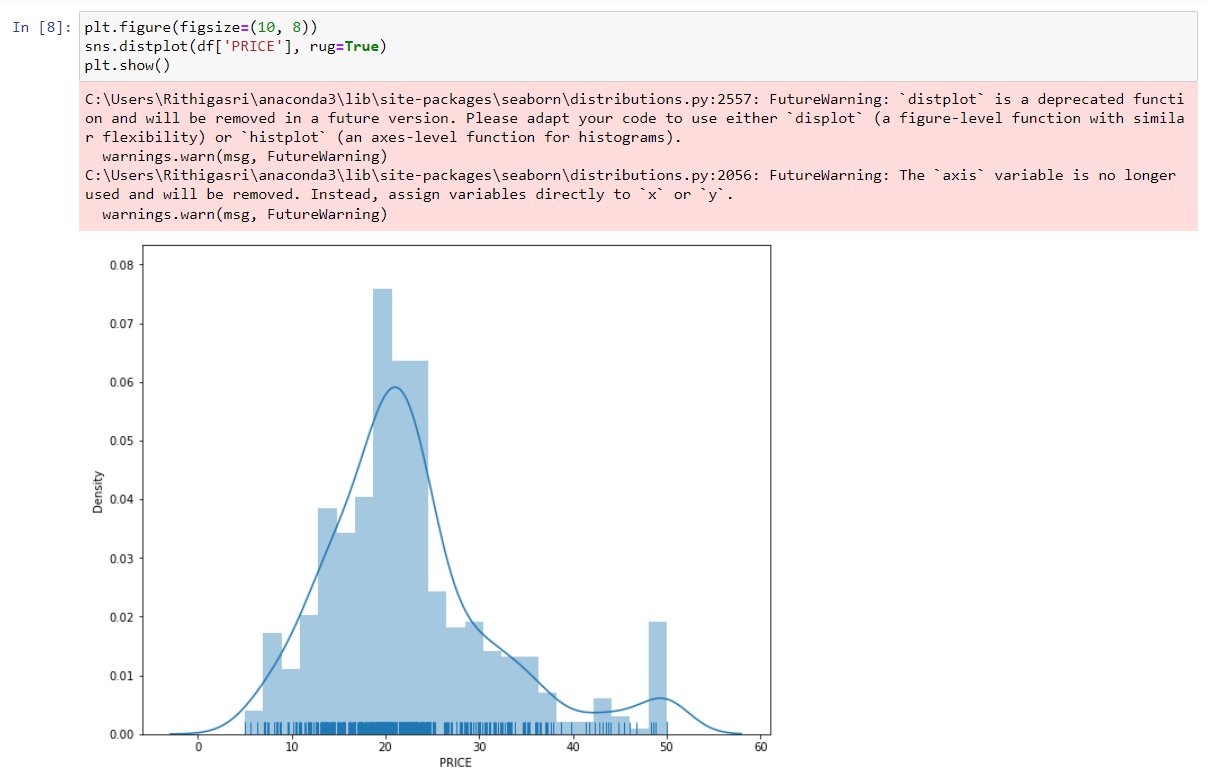 In [8]: plt.figure(figsize=(10, 8))
sns.distplot(df['PRICE'], rug=True)
plt.show()
C:\Users\Rithigasri\anaconda3\lib\site-packages\seaborn\distributions.py:2557: FutureWarning: `distplot` is a deprecated functi
on and will be removed in a future version. Please adapt your code to use either `displot` (a figure-level function with simila
r flexibility) or `histplot` (an axes-level function for histograms).
warnings.warn(msg, FutureWarning)
C:\Users\Rithigasri\anaconda3\lib\site-packages\seaborn\distributions.py:2056: FutureWarning: The `axis` variable is no longer
used and will be removed. Instead, assign variables directly to `x` or `y`.
warnings.warn(msg, FutureWarning)
0.08
0.07
0.06
0.05
Density
0.04
0.03
0.02
0.01
0.00
0 10 20 30 40 50 60
PRICE